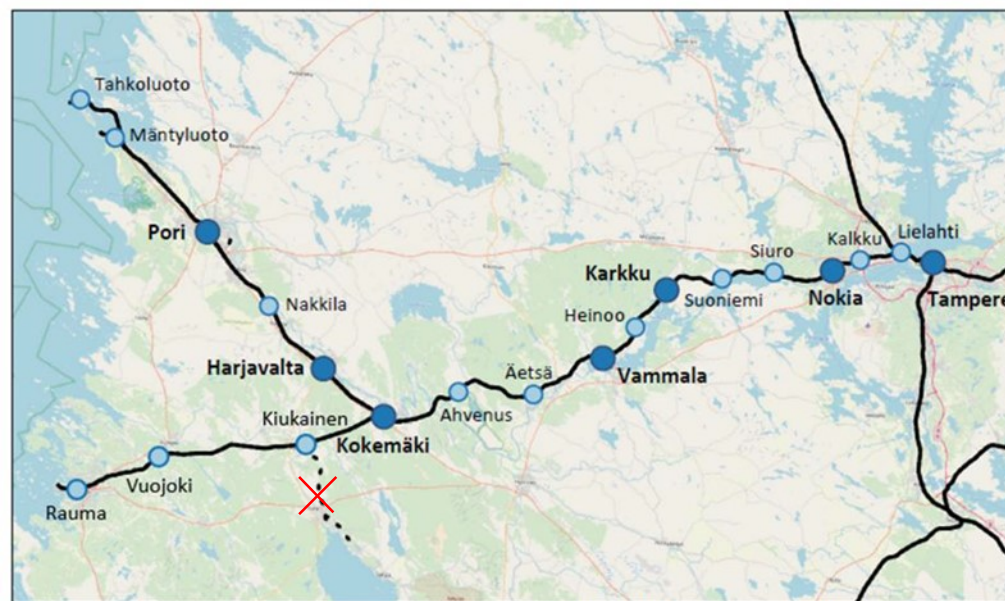 Tahkoluoto
Mäntyluoto
Pori
Nakkila
Harjavalta
Kiukainen
Kokemäki
Vuojoki
Rauma
Ahvenus
Äetsä
Vammala
Heinoo
Karkku
Suoniemi
Siuro
Nokia
Kalkku
Lielahti
Tampere